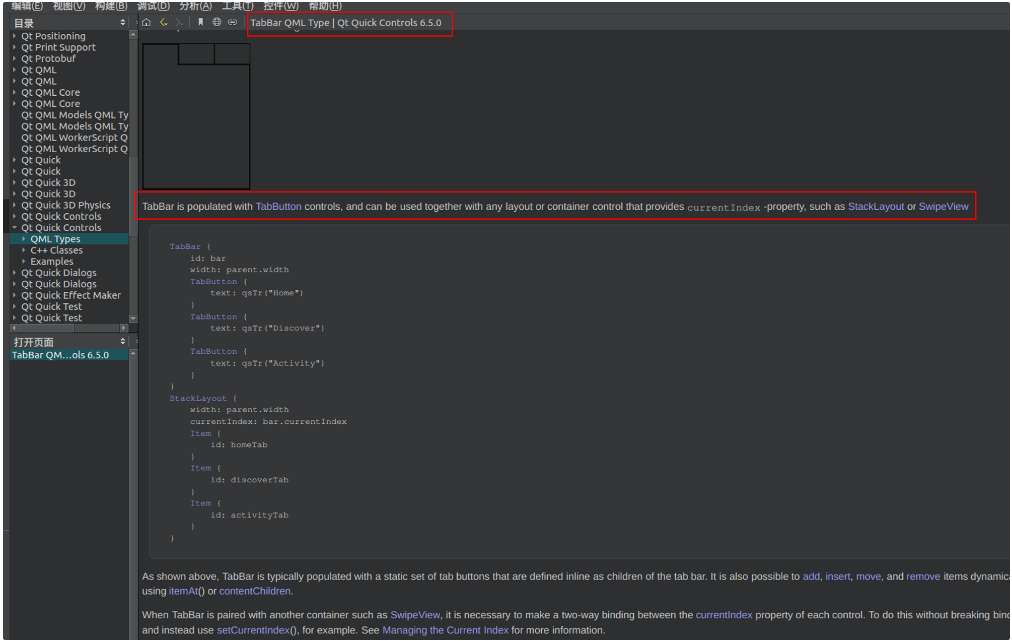 编辑(E) 视图(V) 构建(B) 调试(D) 分析(A) 工具(T) 控件(W) 帮助(H)
目录
TabBar QML Type | Qt Quick Controls 6.5.0
Qt Positioning
Qt Print Support
Qt Protobuf
Qt QML
Qt QML
Qt QML Core
Qt QML Core
Qt QML Models QML Ty
Qt QML Models QML Ty
Qt QML WorkerScript Q
Qt QML WorkerScript Q
Qt Quick
Qt Quick
Qt Quick 3D
Qt Quick 3D
Qt Quick 3D Physics
Qt Quick Controls
Qt Quick Controls
QML Types
C++ Classes
Examples
Qt Quick Dialogs
Qt Quick Dialogs
Qt Quick Effect Maker
Qt Quick Test
Qt Quick Test
打开页面
TabBar QM...ols 6.5.0
TabBar is populated with TabButton controls, and can be used together with any layout or container control that provides currentIndex -property, such as StackLayout or SwipeView
TabBar {
id: bar
width: parent.width
TabButton {
text: qsTr("Home")
}
TabButton {
text: qsTr("Discover")
}
TabButton {
text: qsTr("Activity")
}
}
StackLayout {
width: parent.width
currentIndex: bar.currentIndex
Item {
id: homeTab
}
Item {
id: discoverTab
}
Item {
id: activityTab
}
}
As shown above, TabBar is typically populated with a static set of tab buttons that are defined inline as children of the tab bar. It is also possible to add, insert, move, and remove items dynamica
using itemAt() or contentChildren.
When TabBar is paired with another container such as SwipeView, it is necessary to make a two-way binding between the currentIndex property of each control. To do this without breaking bind
and instead use setCurrentIndex(), for example. See Managing the Current Index for more information.